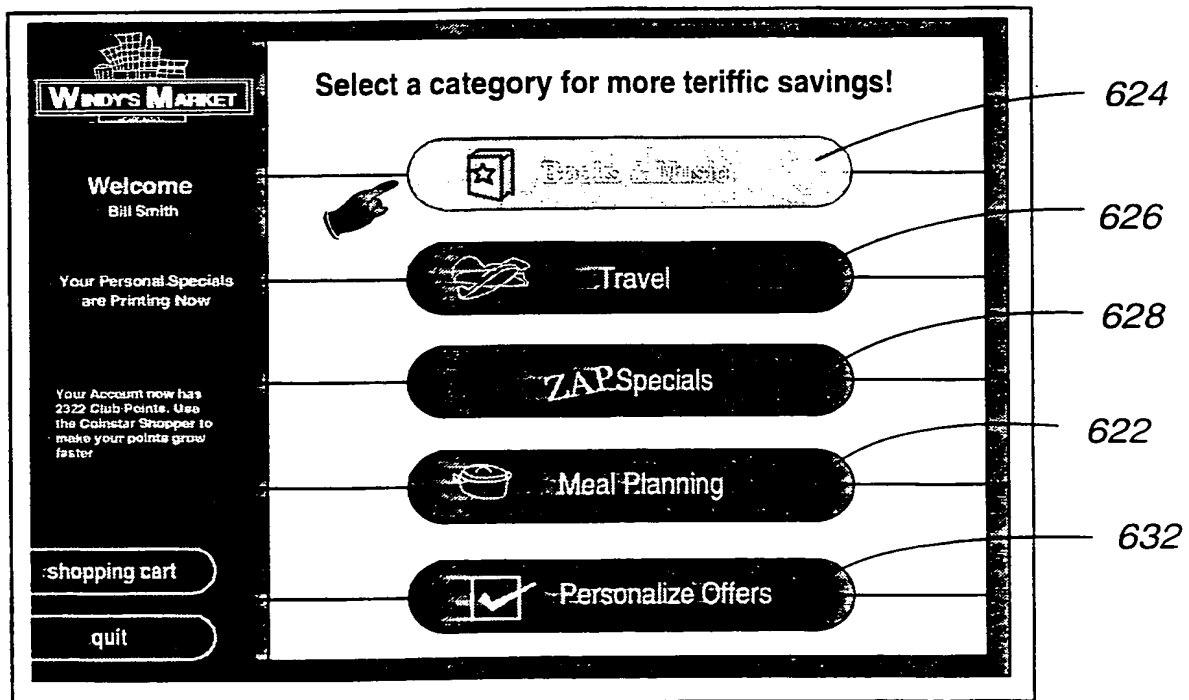 WINDY'S MARKET
Welcome
Bill Smith
Your Personal Specials
are Printing Now
Your Account now has
2322 Club Points. Use
the Coinstar Shopper to
make your points grow
faster
shopping cart
quit
Select a category for more teriffic savings!
Books & Music
Travel
ZAP Specials
Meal Planning
Personalize Offers
624
626
628
622
632